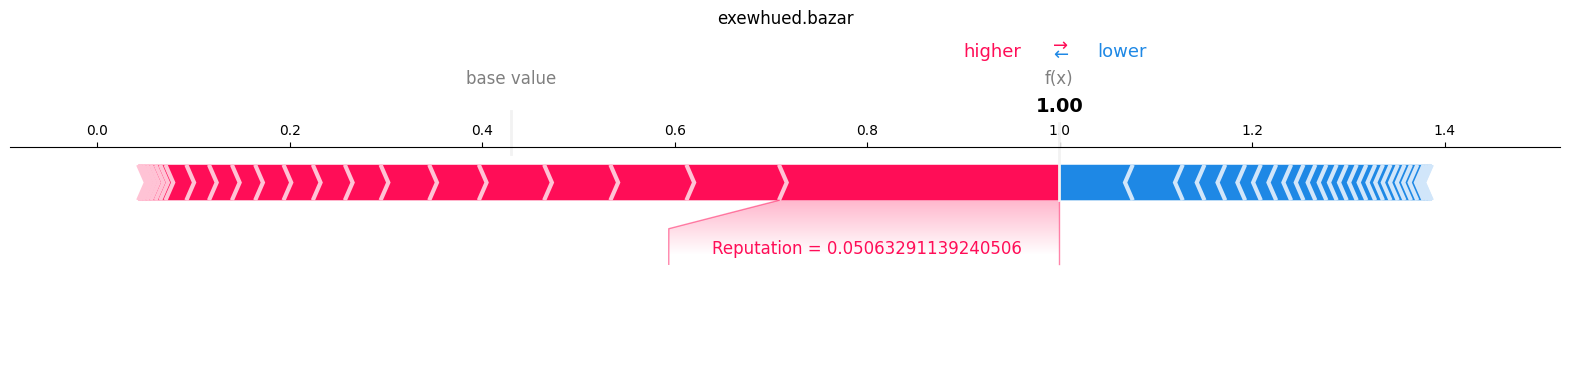 exewhued.bazar
higher → ← lower
base value f(x)
1.00
0.0 0.2 0.4 0.6 0.8 1.0 1.2 1.4
Reputation = 0.05063291139240506